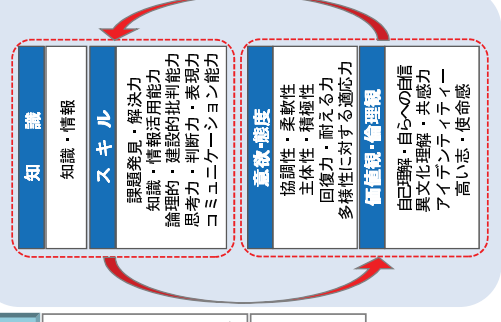 知　識
知識・情報
ス キ ル
課題発見・解決力
知識・情報活用能力
論理的・建設的批判能力
思考力・判断力・表現力
コミュニケーション能力
意欲・態度
協調性・柔軟性
主体性・積極性
回復力・耐える力
多様性に対する適応力
価値観・倫理観
自己理解・自らへの自信
異文化理解・共感力
アイデンティティー
高い志・使命感